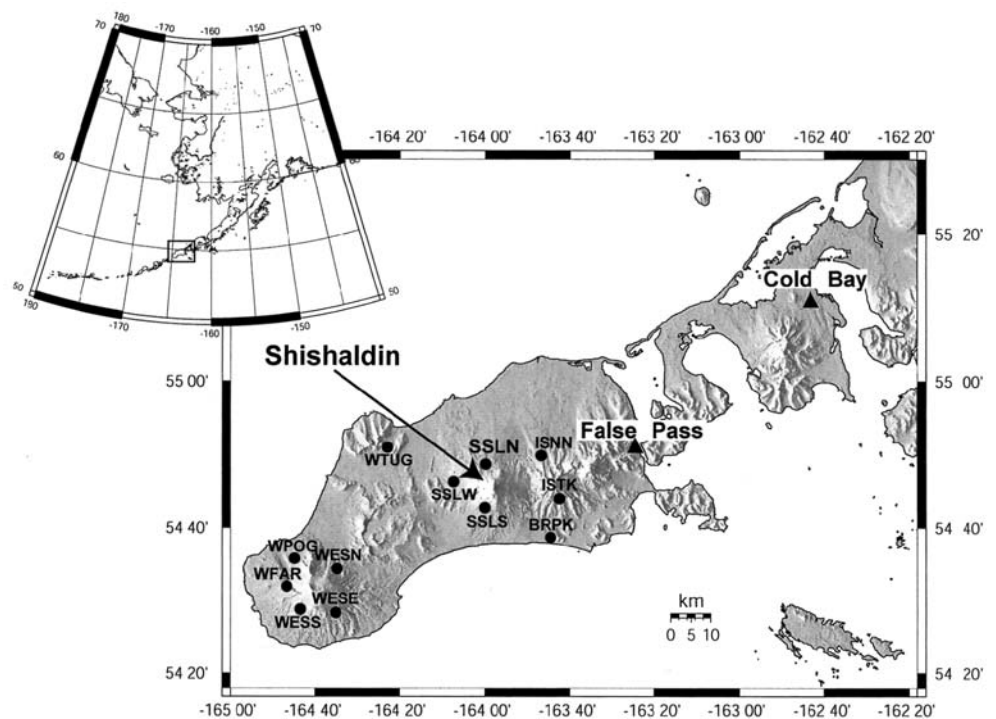 180
-170
-160
-150
70
70
60
60
50
50
190
-170
-150
-164 20'
-164 00'
-163 40'
-163 20'
-163 00'
-162 40'
-162 20'
55 20'
55 20'
Cold Bay
Shishaldin
55 00'
55 00'
False Pass
WTUG
SSLN
ISNN
SSLW
ISTK
SSLS
BRPK
54 40'
54 40'
WPOG
WESN
WFAR
WESE
WESS
km
0 5 10
54 20'
54 20'
-165 00'
-164 40'
-164 20'
-164 00'
-163 40'
-163 20'
-163 00'
-162 40'
-162 20'